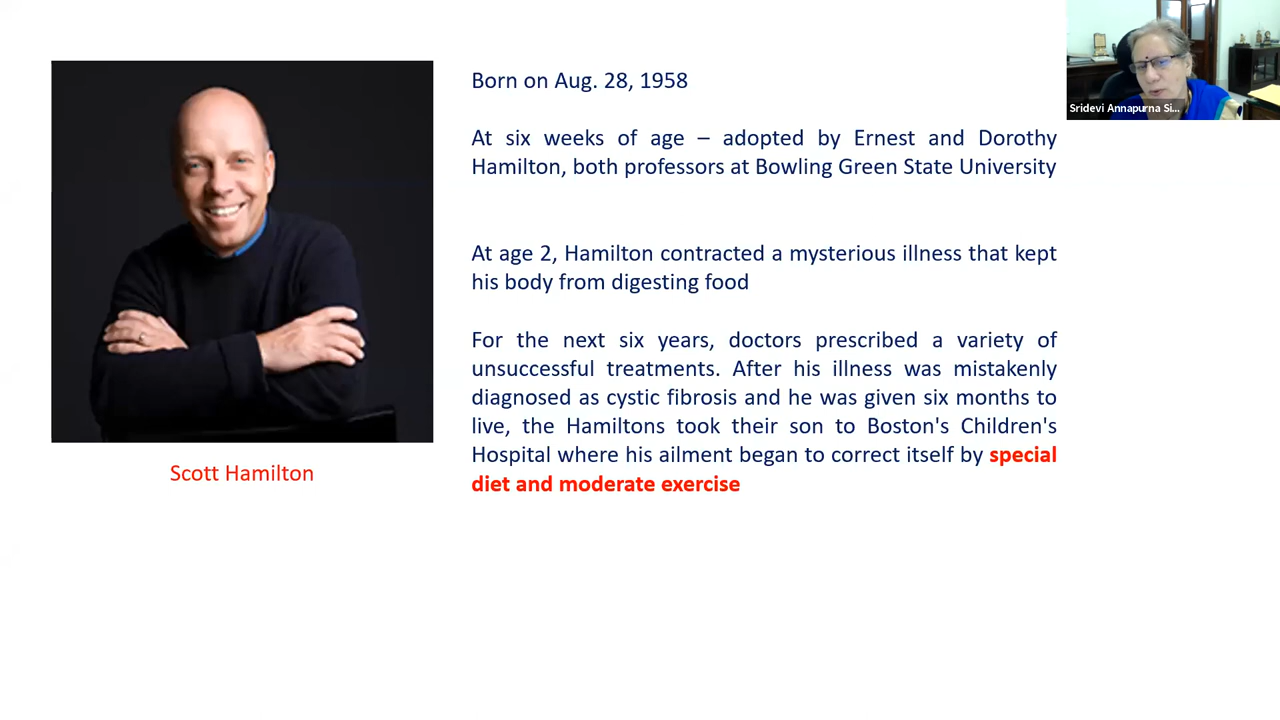 Born on Aug. 28, 1958
At six weeks of age – adopted by Ernest and Dorothy
Hamilton, both professors at Bowling Green State University
At age 2, Hamilton contracted a mysterious illness that kept
his body from digesting food
For the next six years, doctors prescribed a variety of
unsuccessful treatments. After his illness was mistakenly
diagnosed as cystic fibrosis and he was given six months to
live, the Hamiltons took their son to Boston's Children's
Hospital where his ailment began to correct itself by special
diet and moderate exercise
Scott Hamilton
Sridevi Annapurna Si...